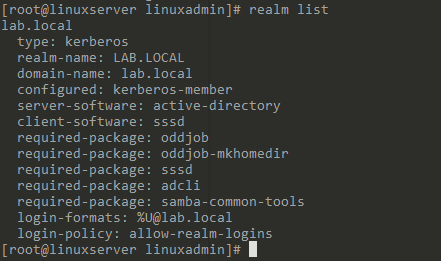 [root@linuxserver linuxadmin]# realm list
lab.local
  type: kerberos
  realm-name: LAB.LOCAL
  domain-name: lab.local
  configured: kerberos-member
  server-software: active-directory
  client-software: sssd
  required-package: oddjob
  required-package: oddjob-mkhomedir
  required-package: sssd
  required-package: adcli
  required-package: samba-common-tools
  login-formats: %U@lab.local
  login-policy: allow-realm-logins
[root@linuxserver linuxadmin]#